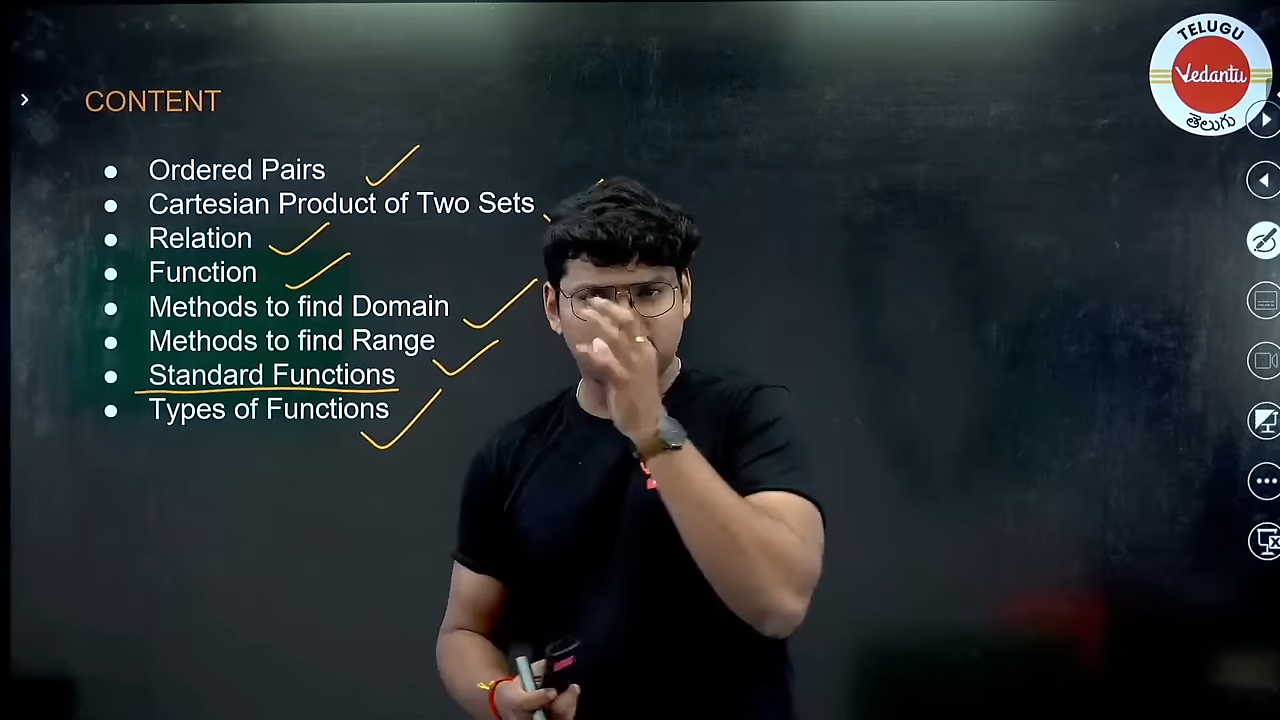 TELUGU
Vedantu
తెలుగు
CONTENT
Ordered Pairs
Cartesian Product of Two Sets
Relation
Function
Methods to find Domain
Methods to find Range
Standard Functions
Types of Functions